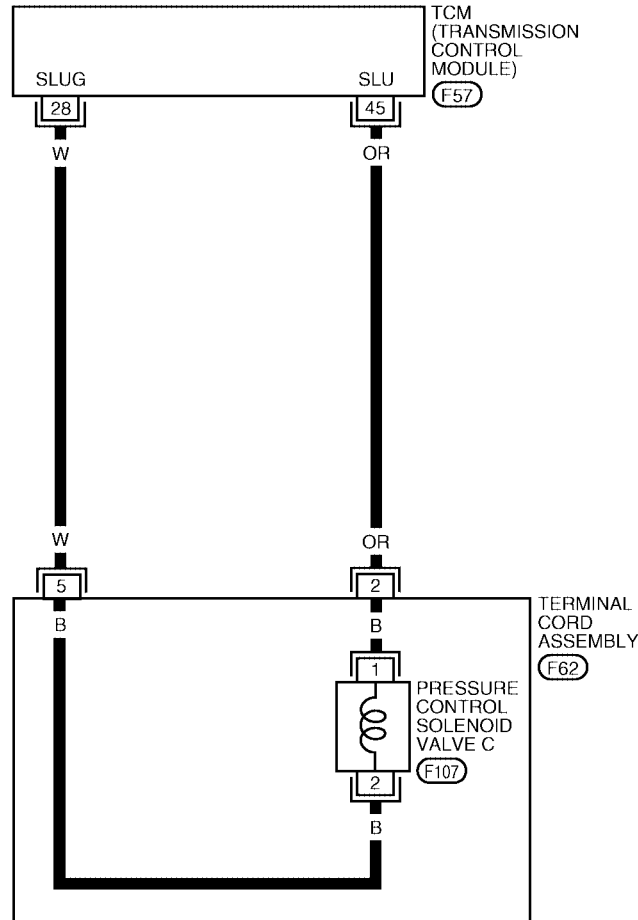 TCM
(TRANSMISSION
CONTROL
MODULE)
F57
SLUG SLU
28 45
W OR
W OR
5 2
B B
TERMINAL
CORD
ASSEMBLY
F62
1
PRESSURE
CONTROL
SOLENOID
VALVE C
F107
2
B